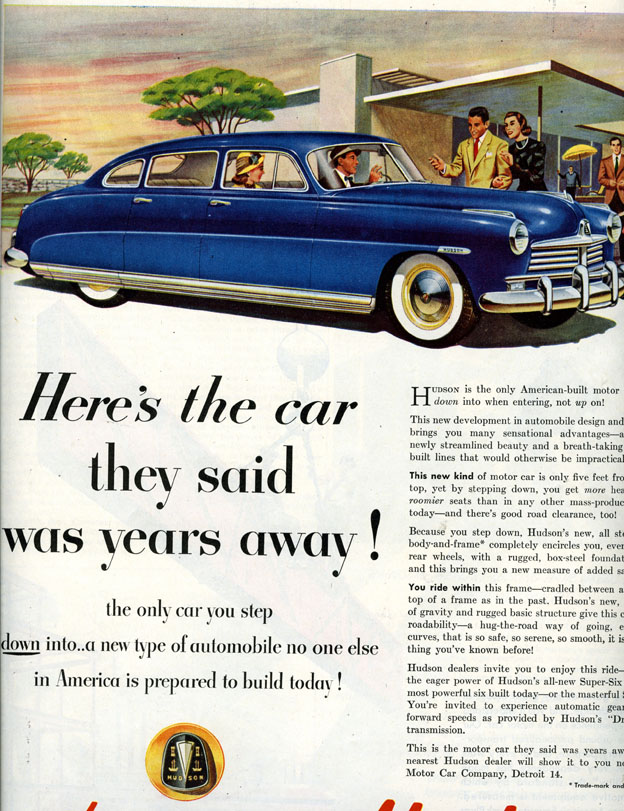 HUDSON
Here's the car
they said
was years away!
the only car you step
down into..a new type of automobile no one else
in America is prepared to build today!
HUDSON
HUDSON is the only American-built motor
down into when entering, not up on!
This new development in automobile design and
brings you many sensational advantages—a
newly streamlined beauty and a breath-taking
built lines that would otherwise be impractical
This new kind of motor car is only five feet fro
top, yet by stepping down, you get more hea
roomier seats than in any other mass-produc
today—and there's good road clearance, too!
Because you step down, Hudson's new, all ste
body-and-frame* completely encircles you, even
rear wheels, with a rugged, box-steel foundat
and this brings you a new measure of added sa
You ride within this frame—cradled between a
top of a frame as in the past. Hudson's new,
of gravity and rugged basic structure give this c
roadability—a hug-the-road way of going, e
curves, that is so safe, so serene, so smooth, it is
thing you've known before!
Hudson dealers invite you to enjoy this ride—
the eager power of Hudson's all-new Super-Six
most powerful six built today—or the masterful
You're invited to experience automatic gear
forward speeds as provided by Hudson's "Dr
transmission.
This is the motor car they said was years aw
nearest Hudson dealer will show it to you no
Motor Car Company, Detroit 14.
*Trade-mark and